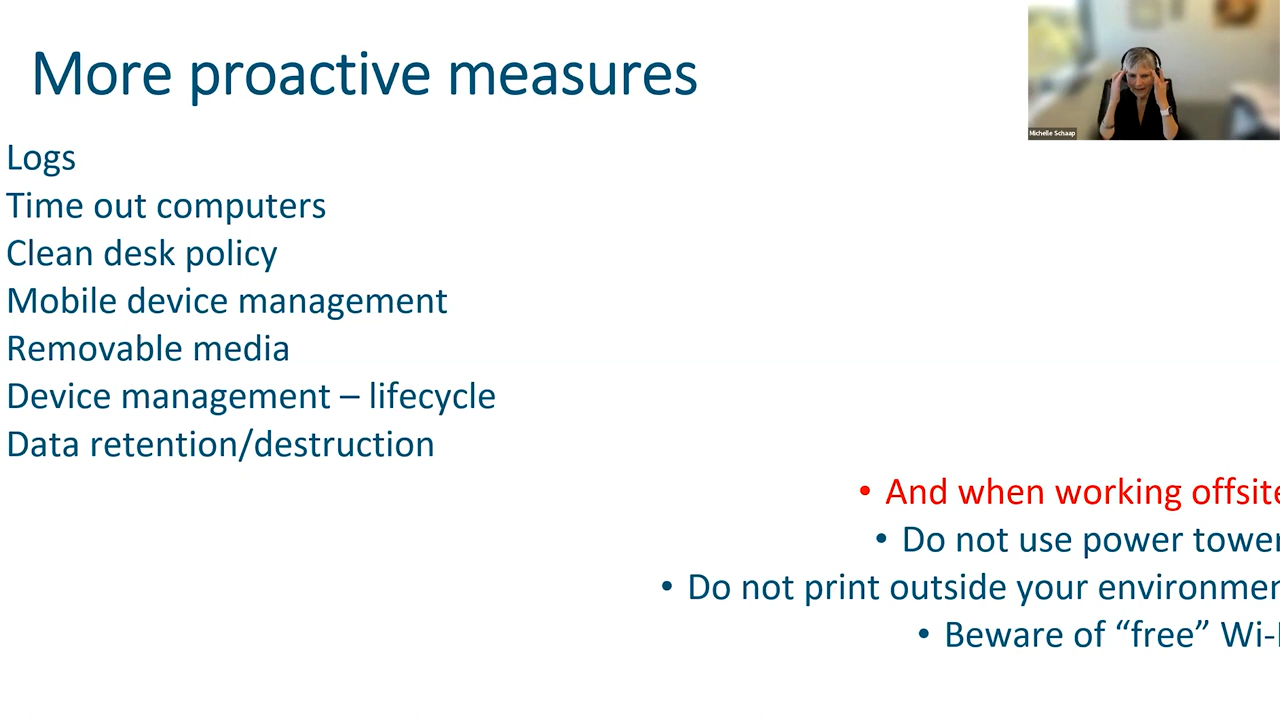 More proactive measures
Michelle Schaap
Logs
Time out computers
Clean desk policy
Mobile device management
Removable media
Device management – lifecycle
Data retention/destruction
• And when working offsite
• Do not use power tower
• Do not print outside your environmen
• Beware of “free” Wi-